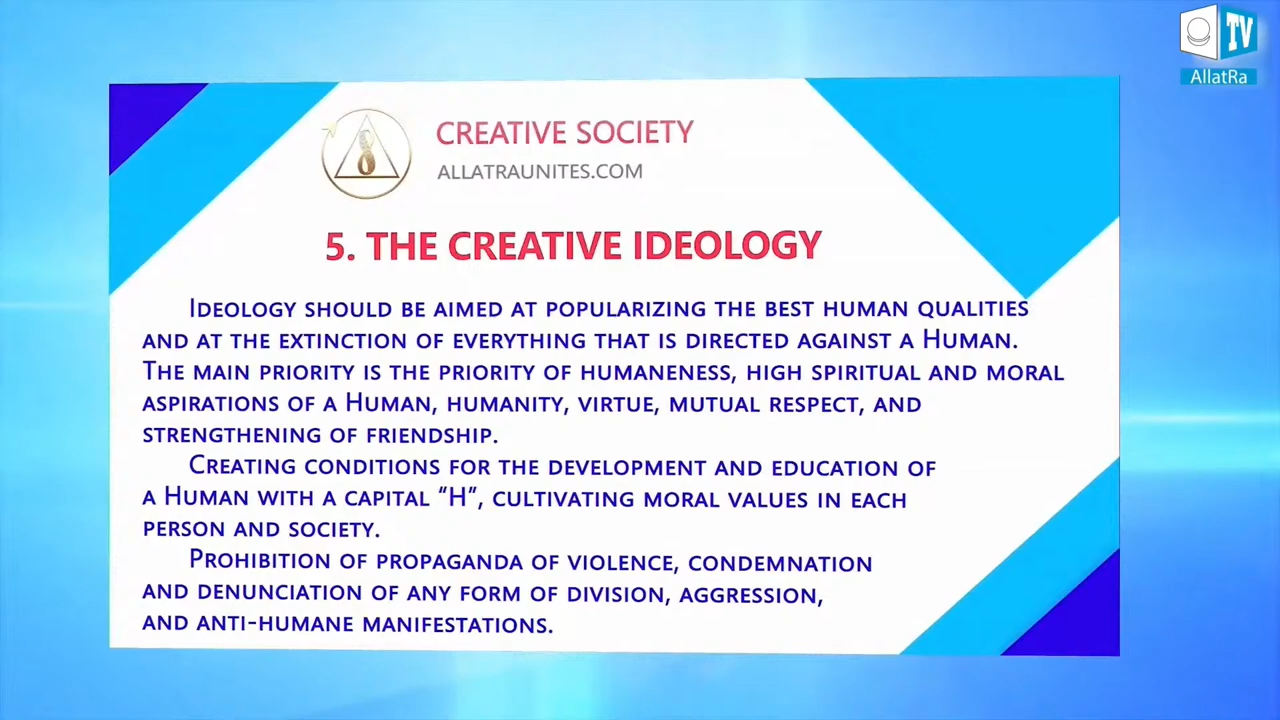 TV
AllatRa
CREATIVE SOCIETY
ALLATRAUNITES.COM
5. THE CREATIVE IDEOLOGY
IDEOLOGY SHOULD BE AIMED AT POPULARIZING THE BEST HUMAN QUALITIES
AND AT THE EXTINCTION OF EVERYTHING THAT IS DIRECTED AGAINST A HUMAN.
THE MAIN PRIORITY IS THE PRIORITY OF HUMANENESS, HIGH SPIRITUAL AND MORAL
ASPIRATIONS OF A HUMAN, HUMANITY, VIRTUE, MUTUAL RESPECT, AND
STRENGTHENING OF FRIENDSHIP.
CREATING CONDITIONS FOR THE DEVELOPMENT AND EDUCATION OF
A HUMAN WITH A CAPITAL “H”, CULTIVATING MORAL VALUES IN EACH
PERSON AND SOCIETY.
PROHIBITION OF PROPAGANDA OF VIOLENCE, CONDEMNATION
AND DENUNCIATION OF ANY FORM OF DIVISION, AGGRESSION,
AND ANTI-HUMANE MANIFESTATIONS.